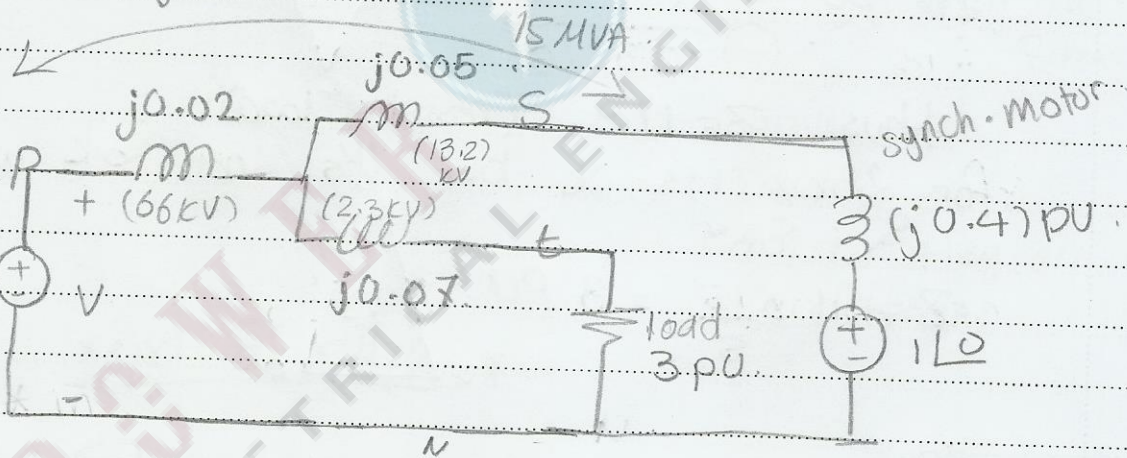 15 MVA
j0.05
j0.02
S
synch. motor
(13.2)
KV
P
+ (66KV)
(2.3KV)
(j0.4) pu.
t
+
-
V
j0.07
load
3 pu.
+
-
1∠0
-
N